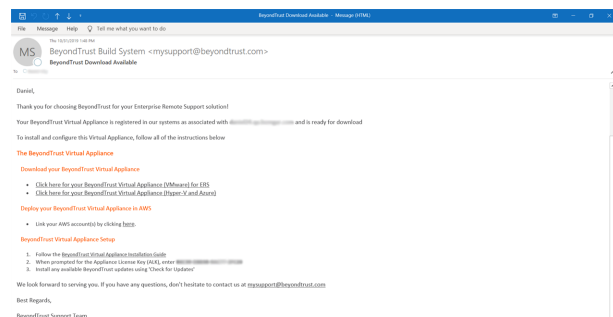 BeyondTrust Download Available - Message (HTML)
File Message Help Tell me what you want to do
Thu 10/31/2019 1:48 PM
MS
BeyondTrust Build System <mysupport@beyondtrust.com>
BeyondTrust Download Available
To
Daniel,
Thank you for choosing BeyondTrust for your Enterprise Remote Support solution!
Your BeyondTrust Virtual Appliance is registered in our systems as associated with and is ready for download
To install and configure this Virtual Appliance, follow all of the instructions below
The BeyondTrust Virtual Appliance
Download your BeyondTrust Virtual Appliance
• Click here for your BeyondTrust Virtual Appliance (VMware) for ERS
• Click here for your BeyondTrust Virtual Appliance (Hyper-V and Azure)
Deploy your BeyondTrust Virtual Appliance in AWS
• Link your AWS account(s) by clicking here.
BeyondTrust Virtual Appliance Setup
1. Follow the BeyondTrust Virtual Appliance Installation Guide
2. When prompted for the Appliance License Key (ALK), enter
3. Install any available BeyondTrust updates using 'Check for Updates'
We look forward to serving you. If you have any questions, don't hesitate to contact us at mysupport@beyondtrust.com
Best Regards,
BeyondTrust Support Team